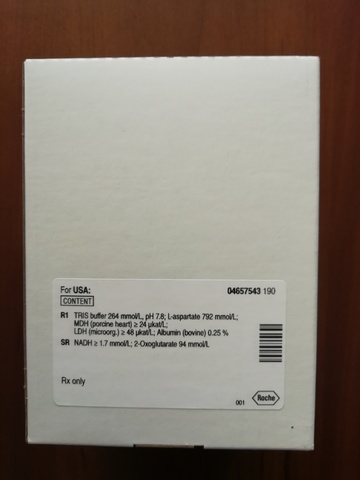 For USA: 04657543 190
CONTENT
R1 TRIS buffer 264 mmol/L, pH 7.8; L-aspartate 792 mmol/L;
MDH (porcine heart) ≥ 24 µkat/L;
LDH (microorg.) ≥ 48 µkat/L; Albumin (bovine) 0.25 %
SR NADH ≥ 1.7 mmol/L; 2-Oxoglutarate 94 mmol/L
Rx only
001 Roche